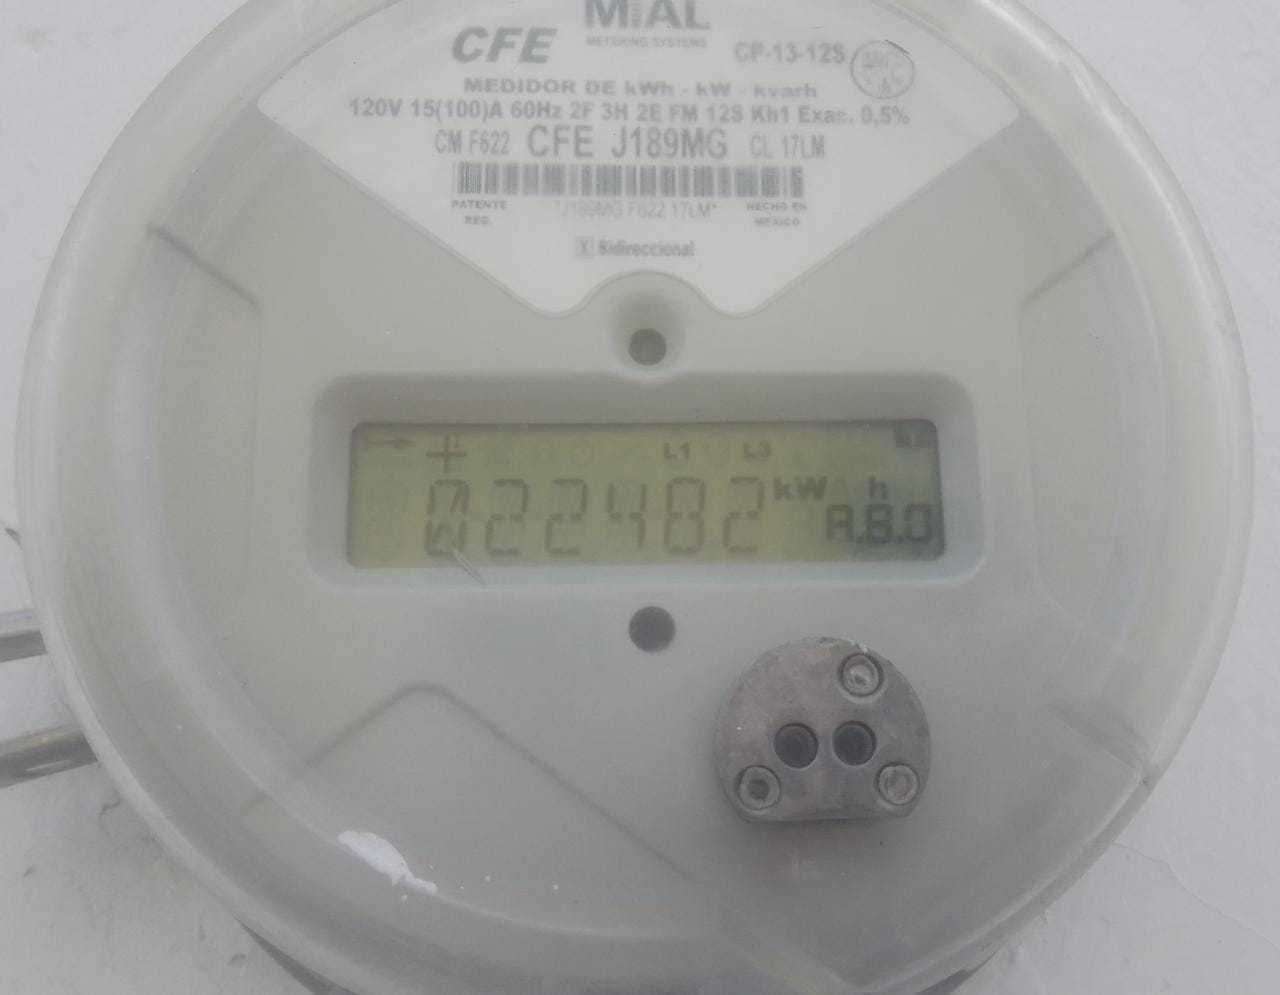 MIAL
CFE METERING SYSTEMS CP-13-12S
MEDIDOR DE kWh - kW - kvarh
120V 15(100)A 60Hz 2F 3H 2E FM 12S Kh1 Exac. 0,5%
CM F622 CFE J189MG CL 17LM
PATENTE REG. *J189MG F622 17LM* HECHO EN MEXICO
X Bidireccional
L1 L3
022482 kW h
8.8.0